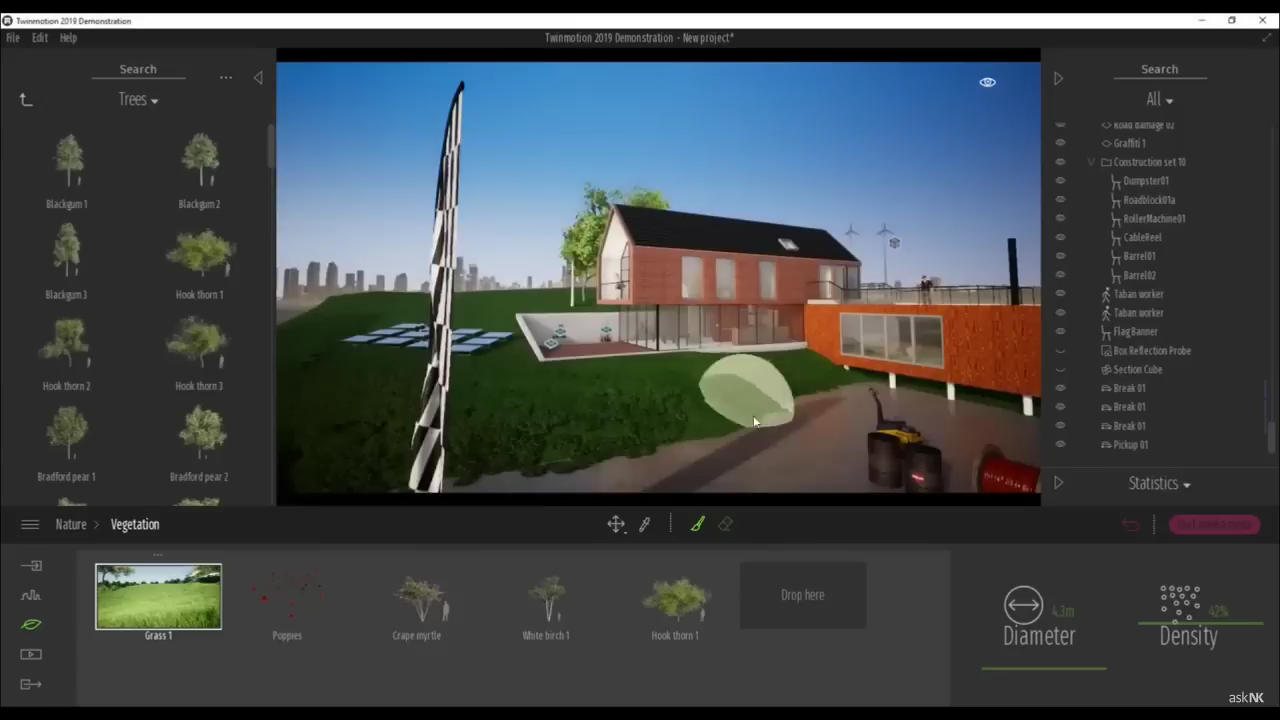 Twinmotion 2019 Demonstration
File Edit Help
Twinmotion 2019 Demonstration - New project*
Search
...
Trees
Blackgum 1
Blackgum 2
Blackgum 3
Hook thorn 1
Hook thorn 2
Hook thorn 3
Bradford pear 1
Bradford pear 2
Search
All
Road damage 02
Graffiti 1
Construction set 10
Dumpster01
Roadblock01a
RollerMachine01
CableReel
Barrel01
Barrel02
Taban worker
Taban worker
FlagBanner
Box Reflection Probe
Section Cube
Break 01
Break 01
Break 01
Pickup 01
Statistics
Nature > Vegetation
Grass 1
Poppies
Crape myrtle
White birch 1
Hook thorn 1
Drop here
4.3m
Diameter
42%
Density
askNK